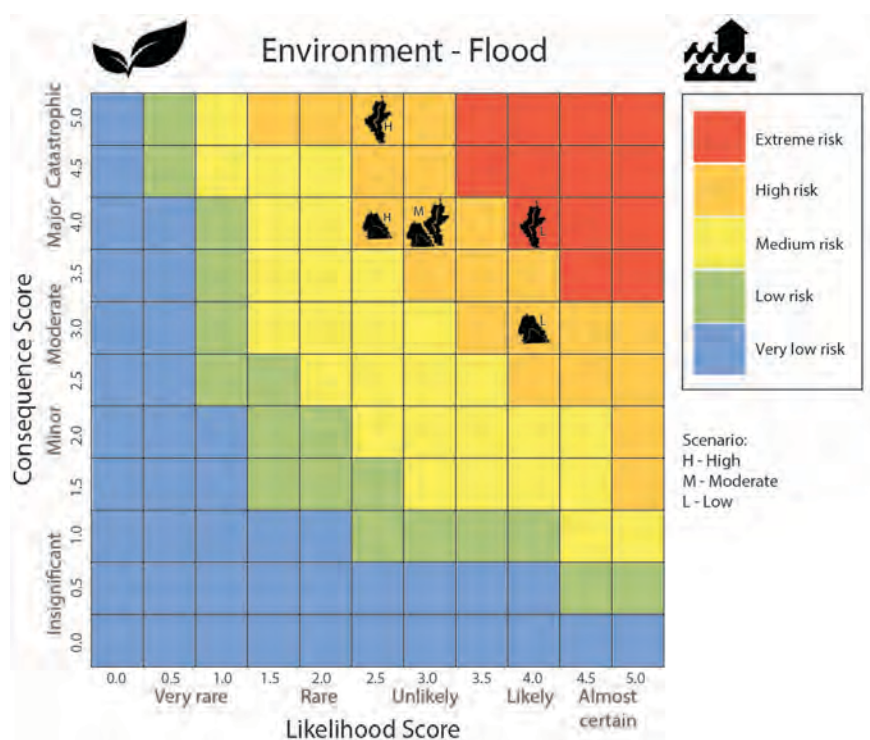 Environment - Flood
Consequence Score
Catastrophic
Major
Moderate
Minor
Insignificant
5.0
4.5
4.0
3.5
3.0
2.5
2.0
1.5
1.0
0.5
0.0
H
H
M
L
L
0.0 0.5 1.0 1.5 2.0 2.5 3.0 3.5 4.0 4.5 5.0
Very rare Rare Unlikely Likely Almost
certain
Likelihood Score
Extreme risk
High risk
Medium risk
Low risk
Very low risk
Scenario:
H - High
M - Moderate
L - Low